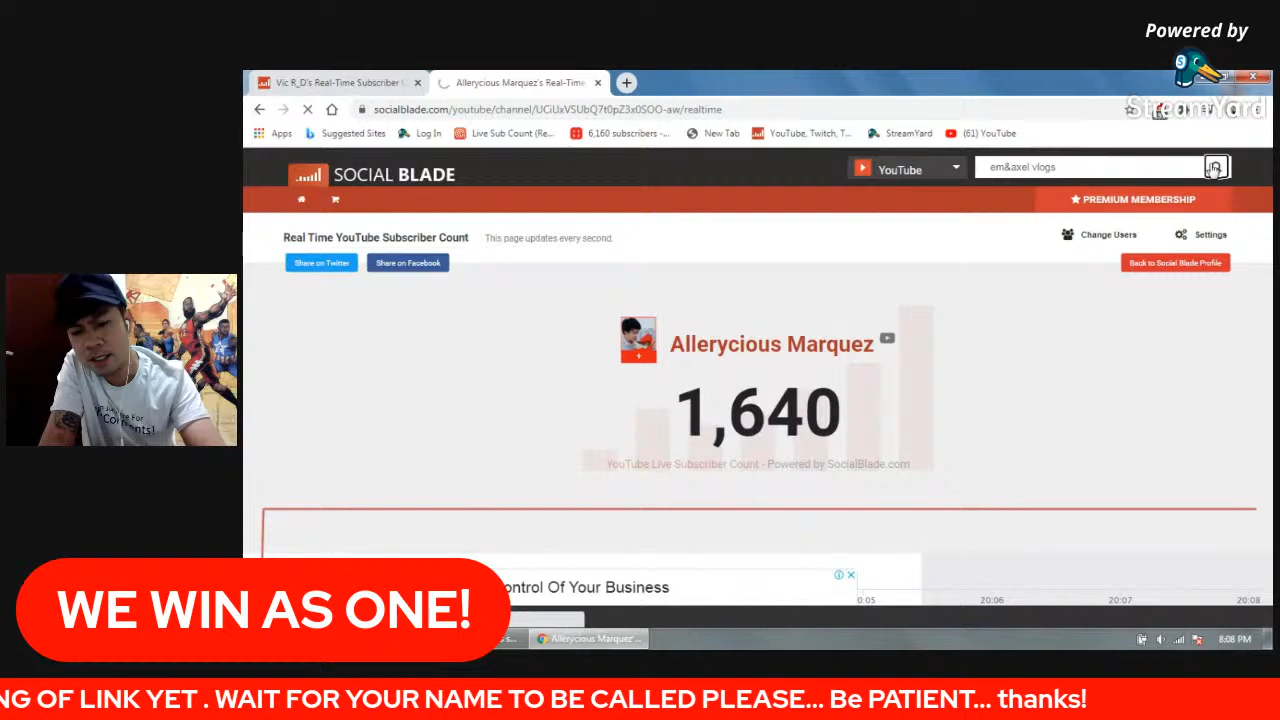 Powered by
StreamYard
Vic R_D's Real-Time Subscriber
Allerycious Marquez's Real-Time
socialblade.com/youtube/channel/UCiUxVSUbQ7t0pZ3x0SOO-aw/realtime
Apps
Suggested Sites
Log In
Live Sub Count (Re...
6,160 subscribers -...
New Tab
YouTube, Twitch, T...
StreamYard
(61) YouTube
SOCIAL BLADE
YouTube
em&axel vlogs
PREMIUM MEMBERSHIP
Real Time YouTube Subscriber Count
This page updates every second.
Change Users
Settings
Share on Twitter
Share on Facebook
Back to Social Blade Profile
Allerycious Marquez
1,640
YouTube Live Subscriber Count - Powered by SocialBlade.com
ontrol Of Your Business
0:05
20:06
20:07
20:08
WE WIN AS ONE!
Allerycious Marquez'...
8:08 PM
NG OF LINK YET . WAIT FOR YOUR NAME TO BE CALLED PLEASE... Be PATIENT... thanks!